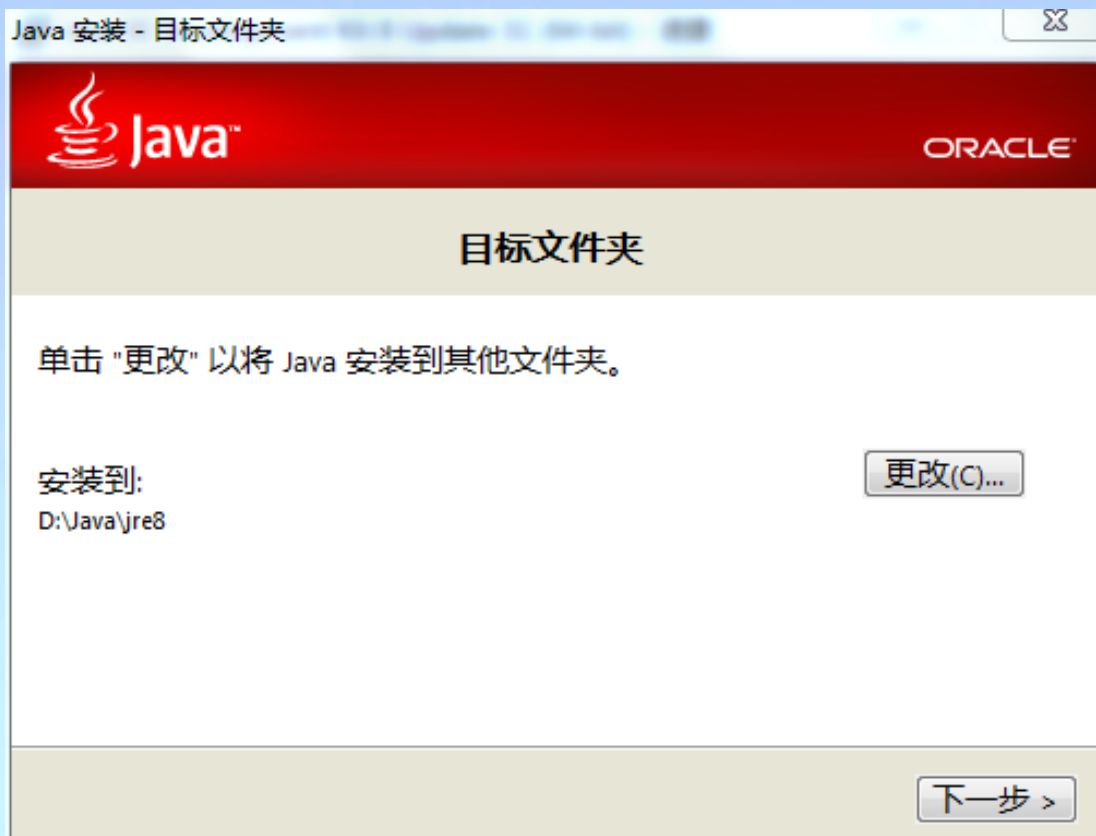 Java 安装 - 目标文件夹
Java™
ORACLE
目标文件夹
单击 "更改" 以将 Java 安装到其他文件夹。
安装到:
更改(C)...
D:\Java\jre8
下一步 >